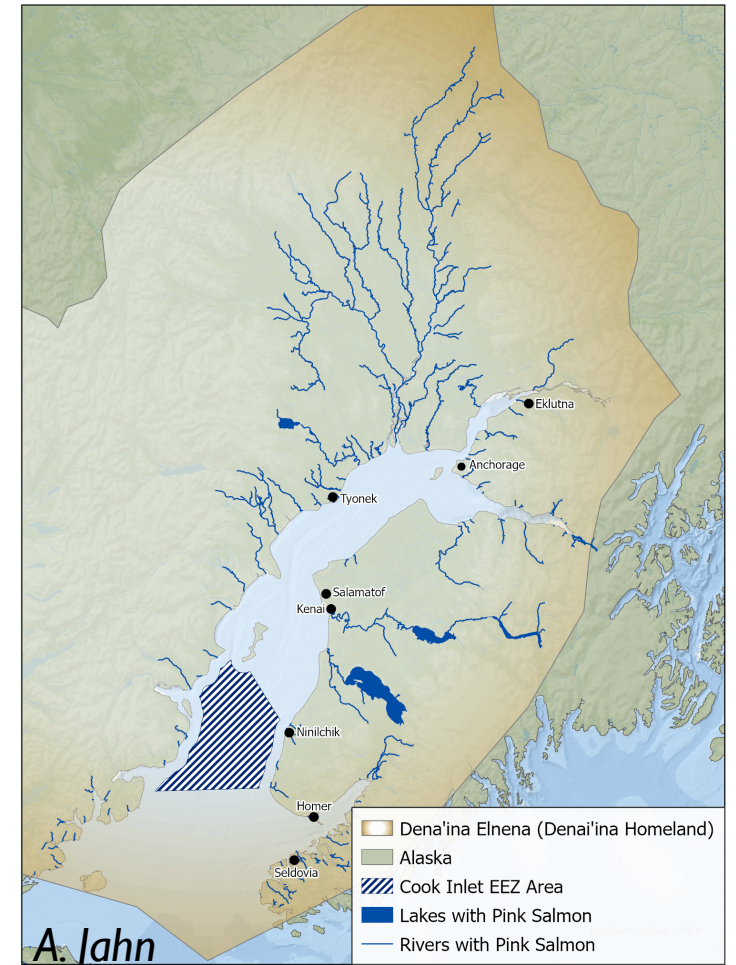 Eklutna
Anchorage
Tyonek
Salamatof
Kenai
Ninilchik
Homer
Seldovia
Dena'ina Elnena (Denai'ina Homeland)
Alaska
Cook Inlet EEZ Area
Lakes with Pink Salmon
Rivers with Pink Salmon
A. Jahn